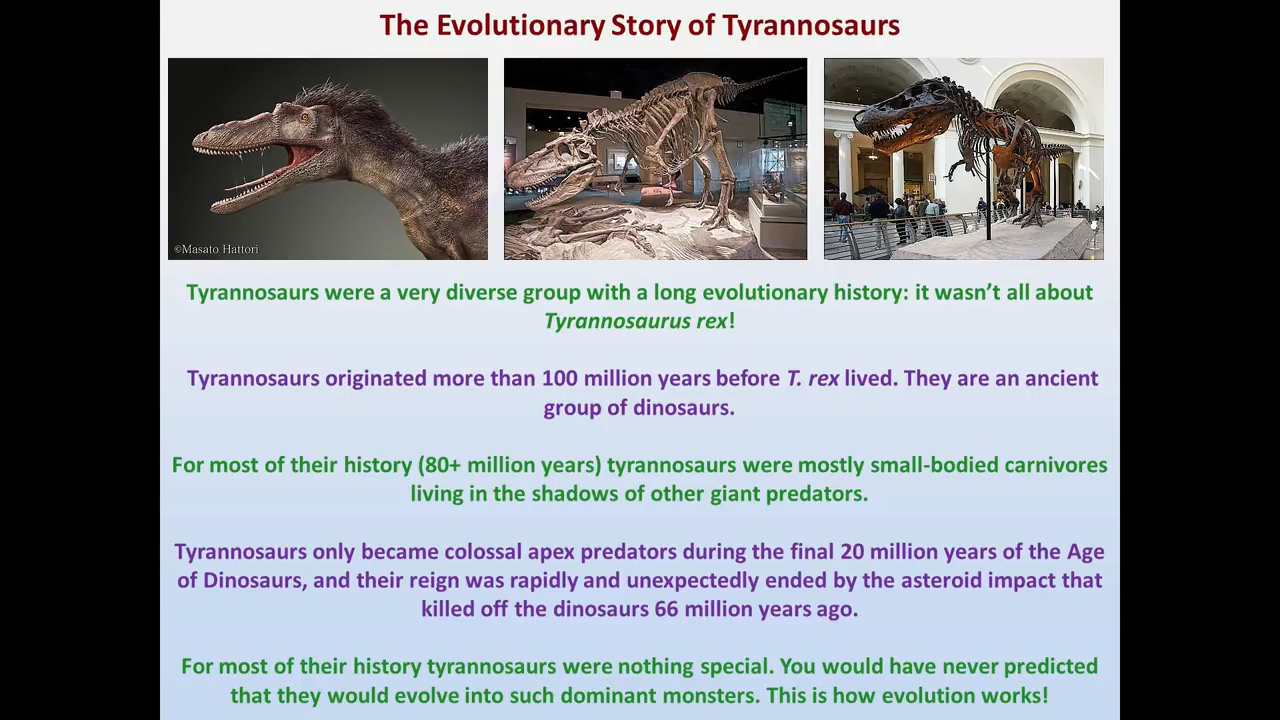 The Evolutionary Story of Tyrannosaurs
©Masato Hattori
Tyrannosaurs were a very diverse group with a long evolutionary history: it wasn’t all about
Tyrannosaurus rex!
Tyrannosaurs originated more than 100 million years before T. rex lived. They are an ancient
group of dinosaurs.
For most of their history (80+ million years) tyrannosaurs were mostly small-bodied carnivores
living in the shadows of other giant predators.
Tyrannosaurs only became colossal apex predators during the final 20 million years of the Age
of Dinosaurs, and their reign was rapidly and unexpectedly ended by the asteroid impact that
killed off the dinosaurs 66 million years ago.
For most of their history tyrannosaurs were nothing special. You would have never predicted
that they would evolve into such dominant monsters. This is how evolution works!